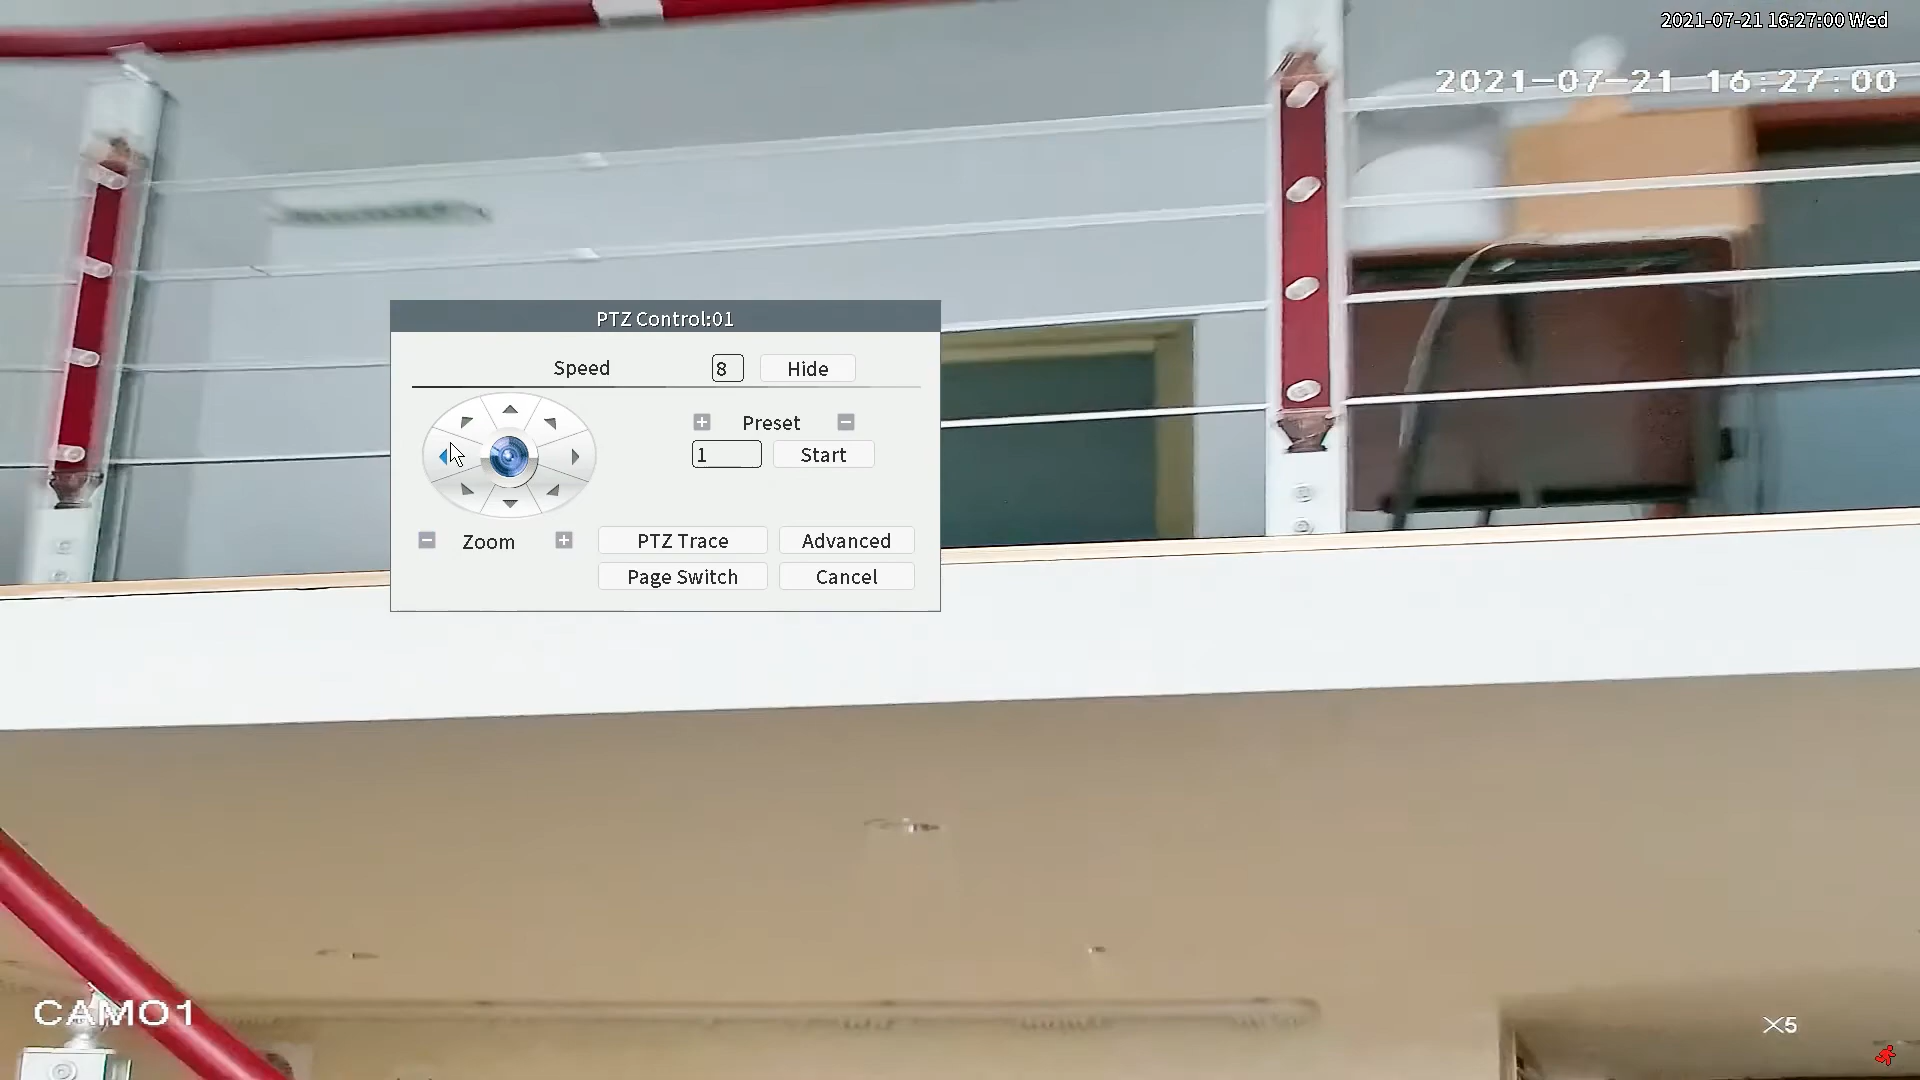 2021-07-21 16:27:00 Wed
2021-07-21 16:27:00
PTZ Control:01
Speed 8 Hide
Preset
1 Start
Zoom
PTZ Trace Advanced
Page Switch Cancel
CAM01
X5